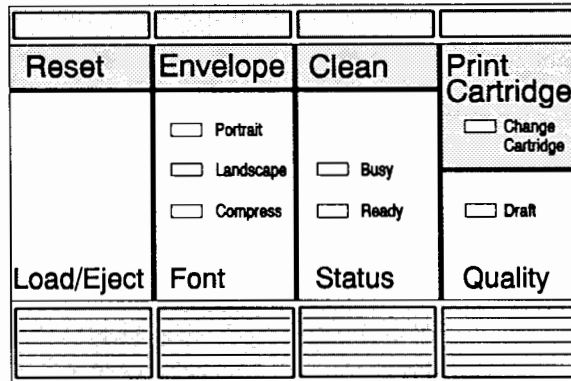 Reset
Envelope
Clean
Print
Cartridge
Change
Cartridge
Portrait
Landscape
Compress
Busy
Ready
Draft
Load/Eject
Font
Status
Quality